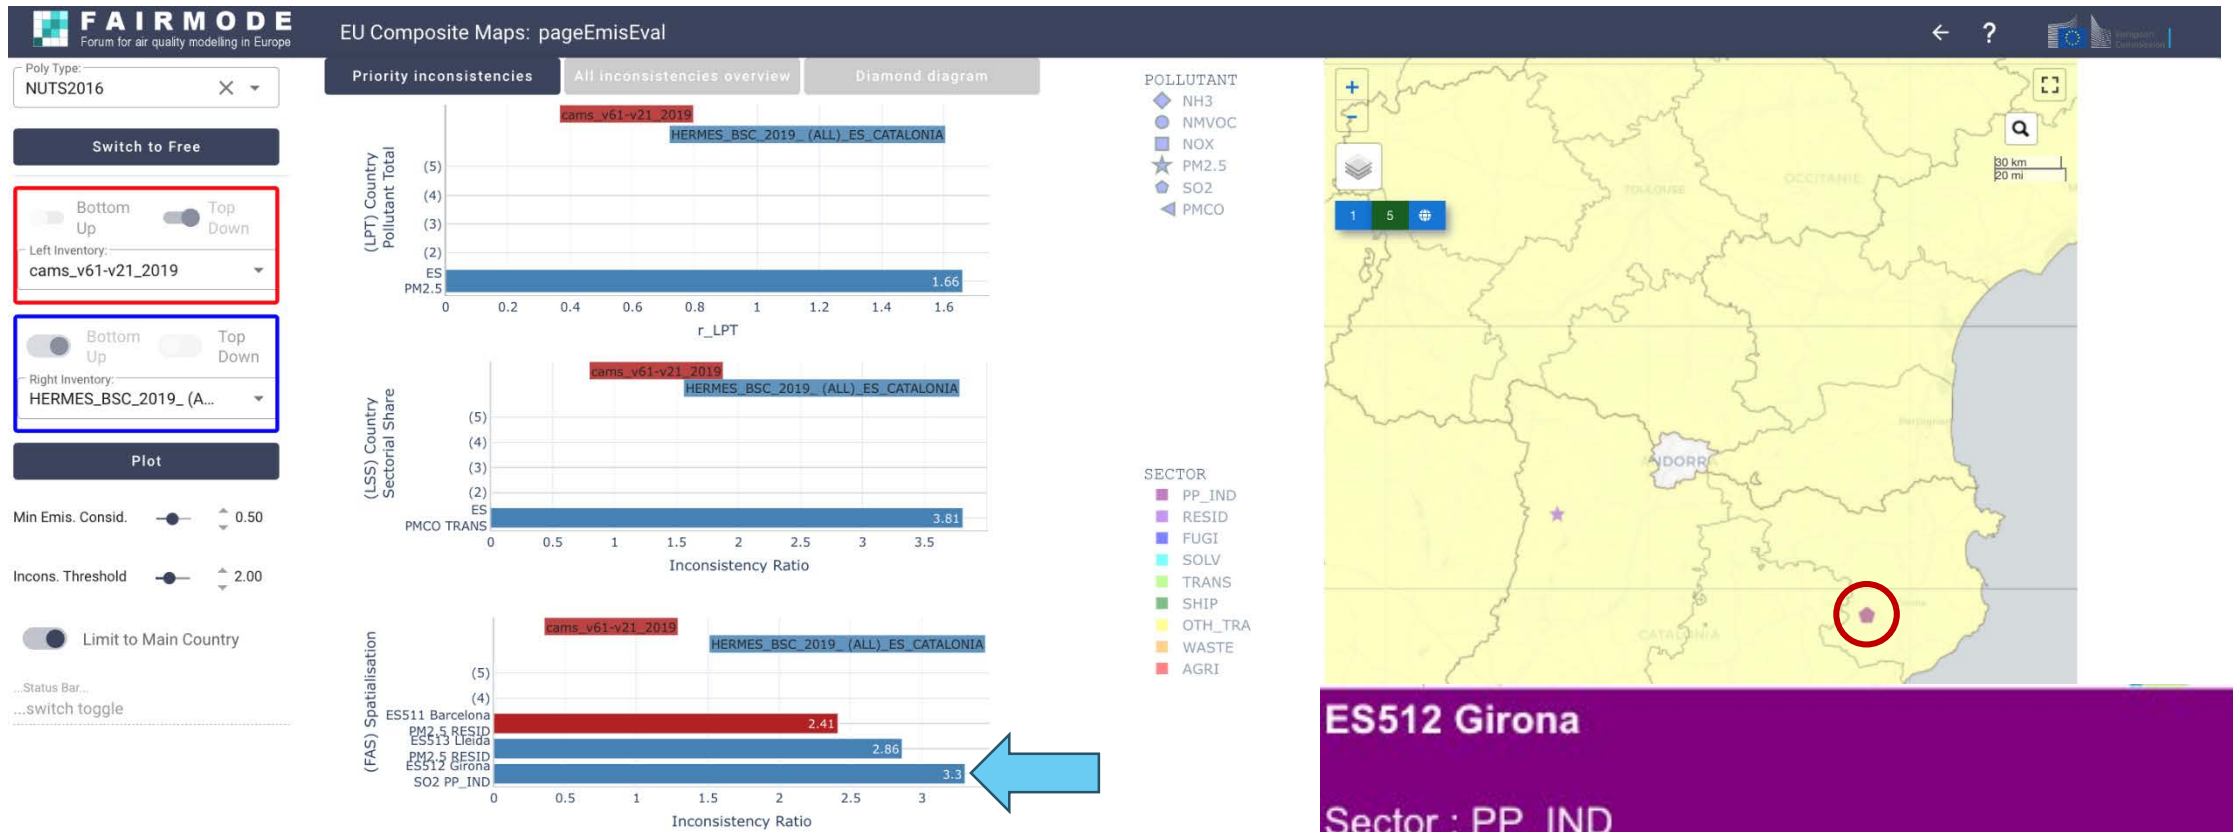 FAIRMODE
Forum for air quality modelling in Europe
EU Composite Maps: pageEmisEval
?
European
Commission
Poly Type:
NUTS2016
Switch to Free
Bottom
Up
Top
Down
Left Inventory:
cams_v61-v21_2019
Bottom
Up
Top
Down
Right Inventory:
HERMES_BSC_2019_ (A...
Plot
Min Emis. Consid.
0.50
Incons. Threshold
2.00
Limit to Main Country
...Status Bar...
...switch toggle
Priority inconsistencies
All inconsistencies overview
Diamond diagram
cams_v61-v21_2019
HERMES_BSC_2019_ (ALL)_ES_CATALONIA
(LPT) Country
Pollutant Total
(5)
(4)
(3)
(2)
ES
PM2.5
1.66
0 0.2 0.4 0.6 0.8 1 1.2 1.4 1.6
r_LPT
cams_v61-v21_2019
HERMES_BSC_2019_ (ALL)_ES_CATALONIA
(LSS) Country
Sectorial Share
(5)
(4)
(3)
(2)
ES
PMCO TRANS
3.81
0 0.5 1 1.5 2 2.5 3 3.5
Inconsistency Ratio
cams_v61-v21_2019
HERMES_BSC_2019_ (ALL)_ES_CATALONIA
(FAS) Spatialisation
(5)
(4)
ES511 Barcelona
PM2.5 RESID
2.41
ES513 Lleida
PM2.5 RESID
2.86
ES512 Girona
SO2 PP_IND
3.3
0 0.5 1 1.5 2 2.5 3
Inconsistency Ratio
POLLUTANT
NH3
NMVOC
NOX
PM2.5
SO2
PMCO
SECTOR
PP_IND
RESID
FUGI
SOLV
TRANS
SHIP
OTH_TRA
WASTE
AGRI
+
−
1 5
30 km
20 mi
TOULOUSE
OCCITANIE
ANDORR
CATALONIA
ES512 Girona
Sector : PP_IND